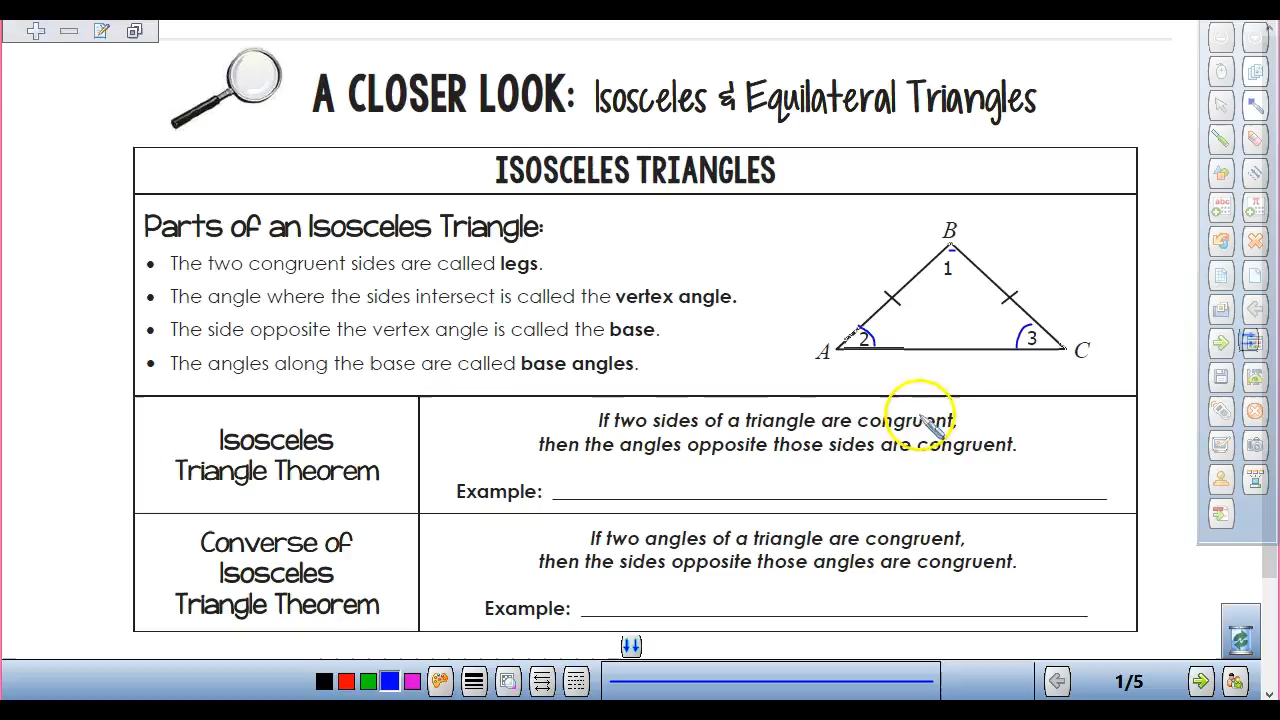 A CLOSER LOOK: Isosceles & Equilateral Triangles
ISOSCELES TRIANGLES
Parts of an Isosceles Triangle:
• The two congruent sides are called legs.
• The angle where the sides intersect is called the vertex angle.
• The side opposite the vertex angle is called the base.
• The angles along the base are called base angles.
B
1
2
3
A
C
Isosceles
Triangle Theorem
If two sides of a triangle are congruent,
then the angles opposite those sides are congruent.
Example:
Converse of
Isosceles
Triangle Theorem
If two angles of a triangle are congruent,
then the sides opposite those angles are congruent.
Example:
abc
π
1/5